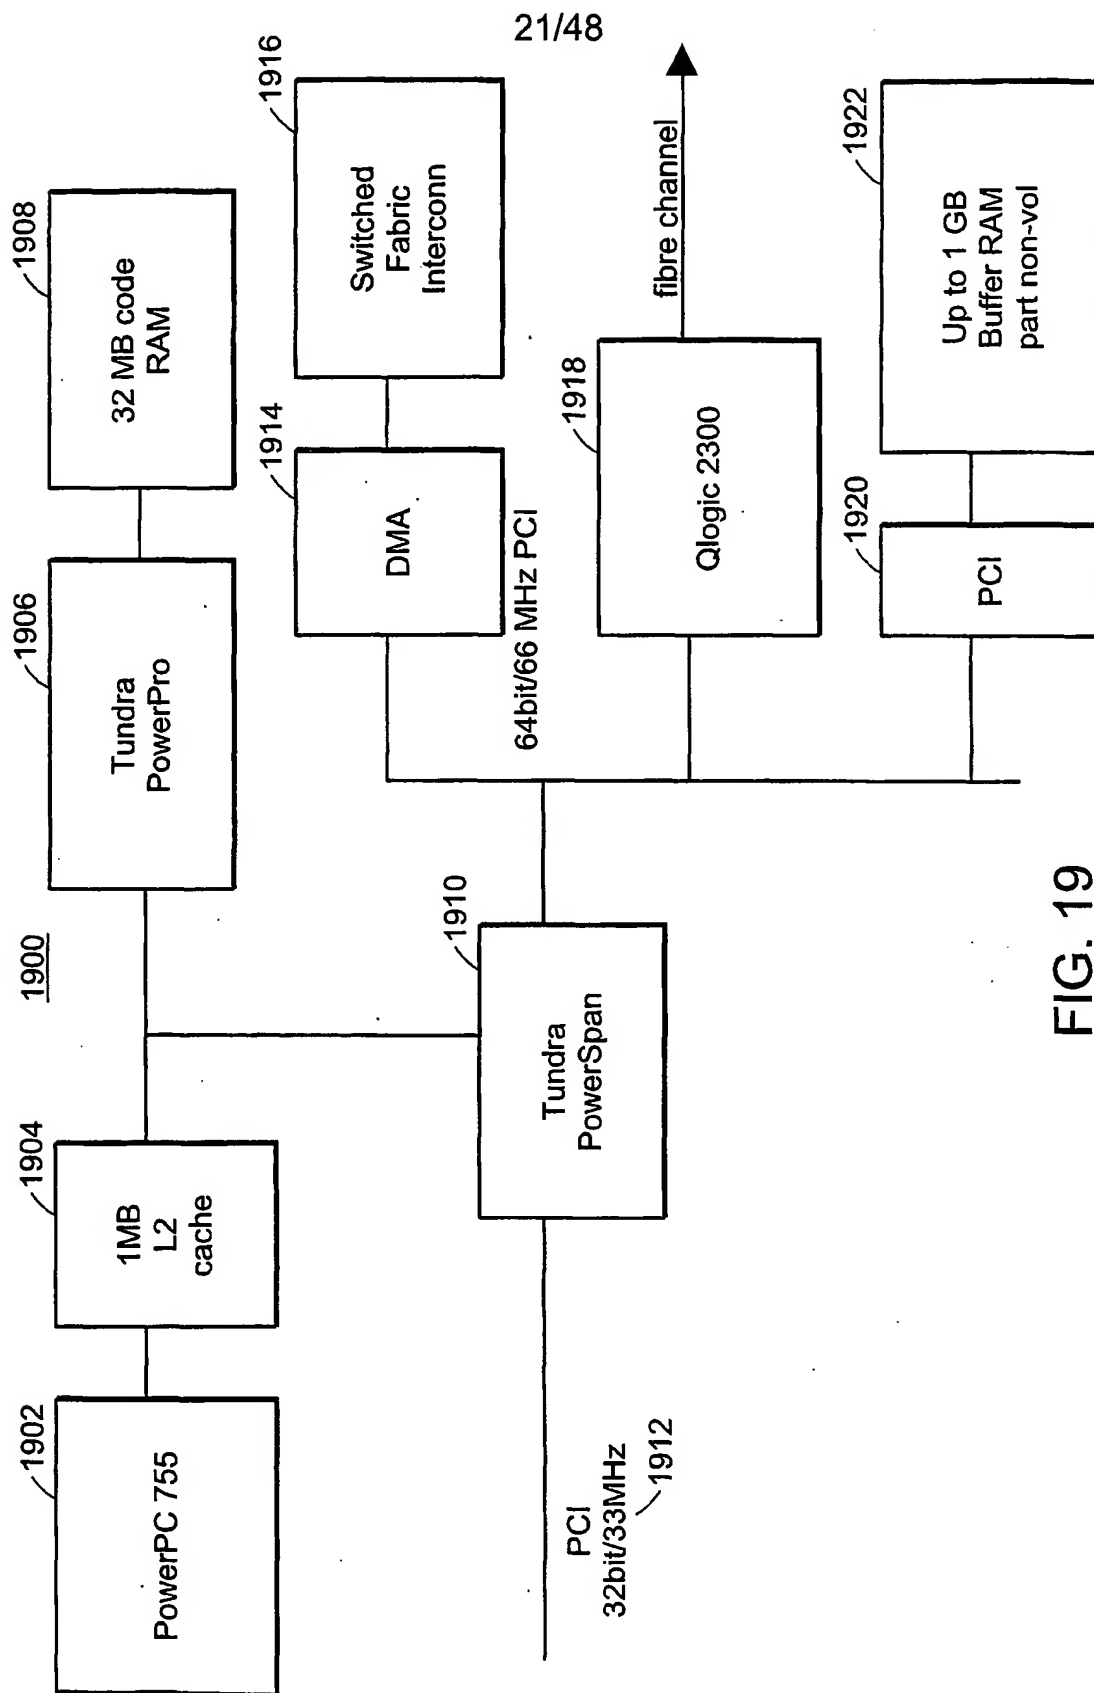 21/48
1900
1902
PowerPC 755
1904
1MB
L2
cache
1906
Tundra
PowerPro
1908
32 MB code
RAM
1910
Tundra
PowerSpan
PCI
32bit/33MHz
1912
64bit/66 MHz PCI
1914
DMA
1916
Switched
Fabric
Interconn
1918
Qlogic 2300
fibre channel
1920
PCI
1922
Up to 1 GB
Buffer RAM
part non-vol
FIG. 19